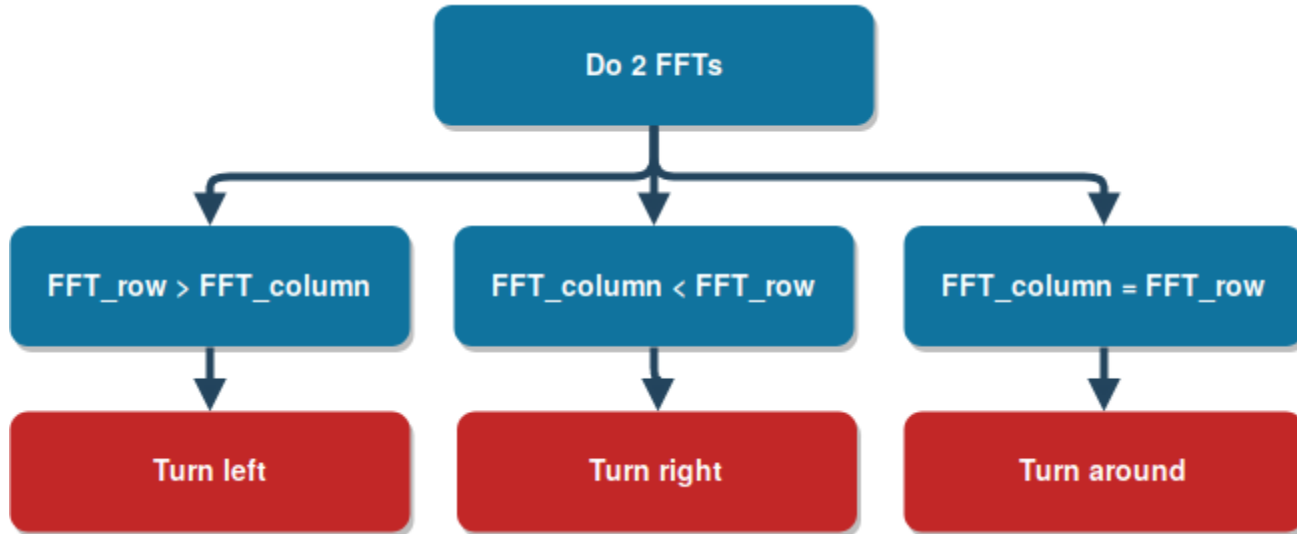 Do 2 FFTs
FFT_row > FFT_column
FFT_column < FFT_row
FFT_column = FFT_row
Turn left
Turn right
Turn around